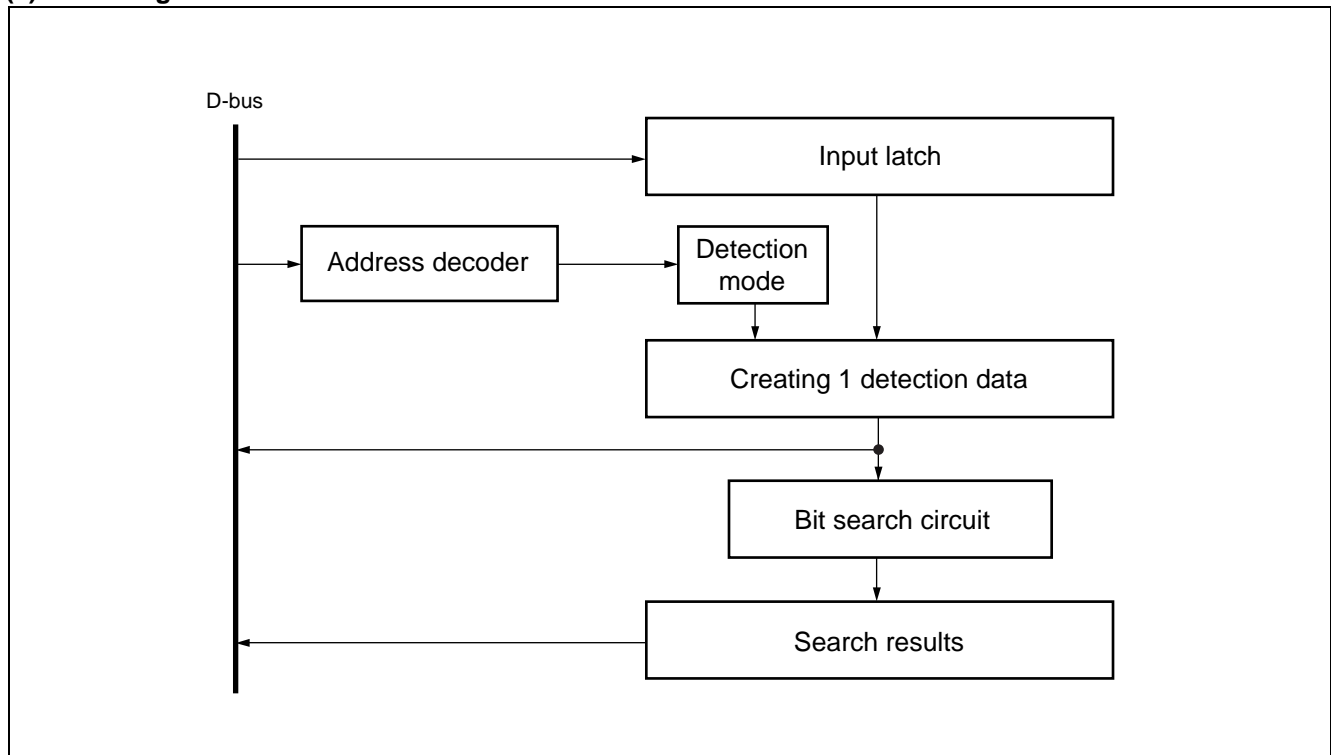 D-bus
Input latch
Address decoder
Detection
mode
Creating 1 detection data
Bit search circuit
Search results